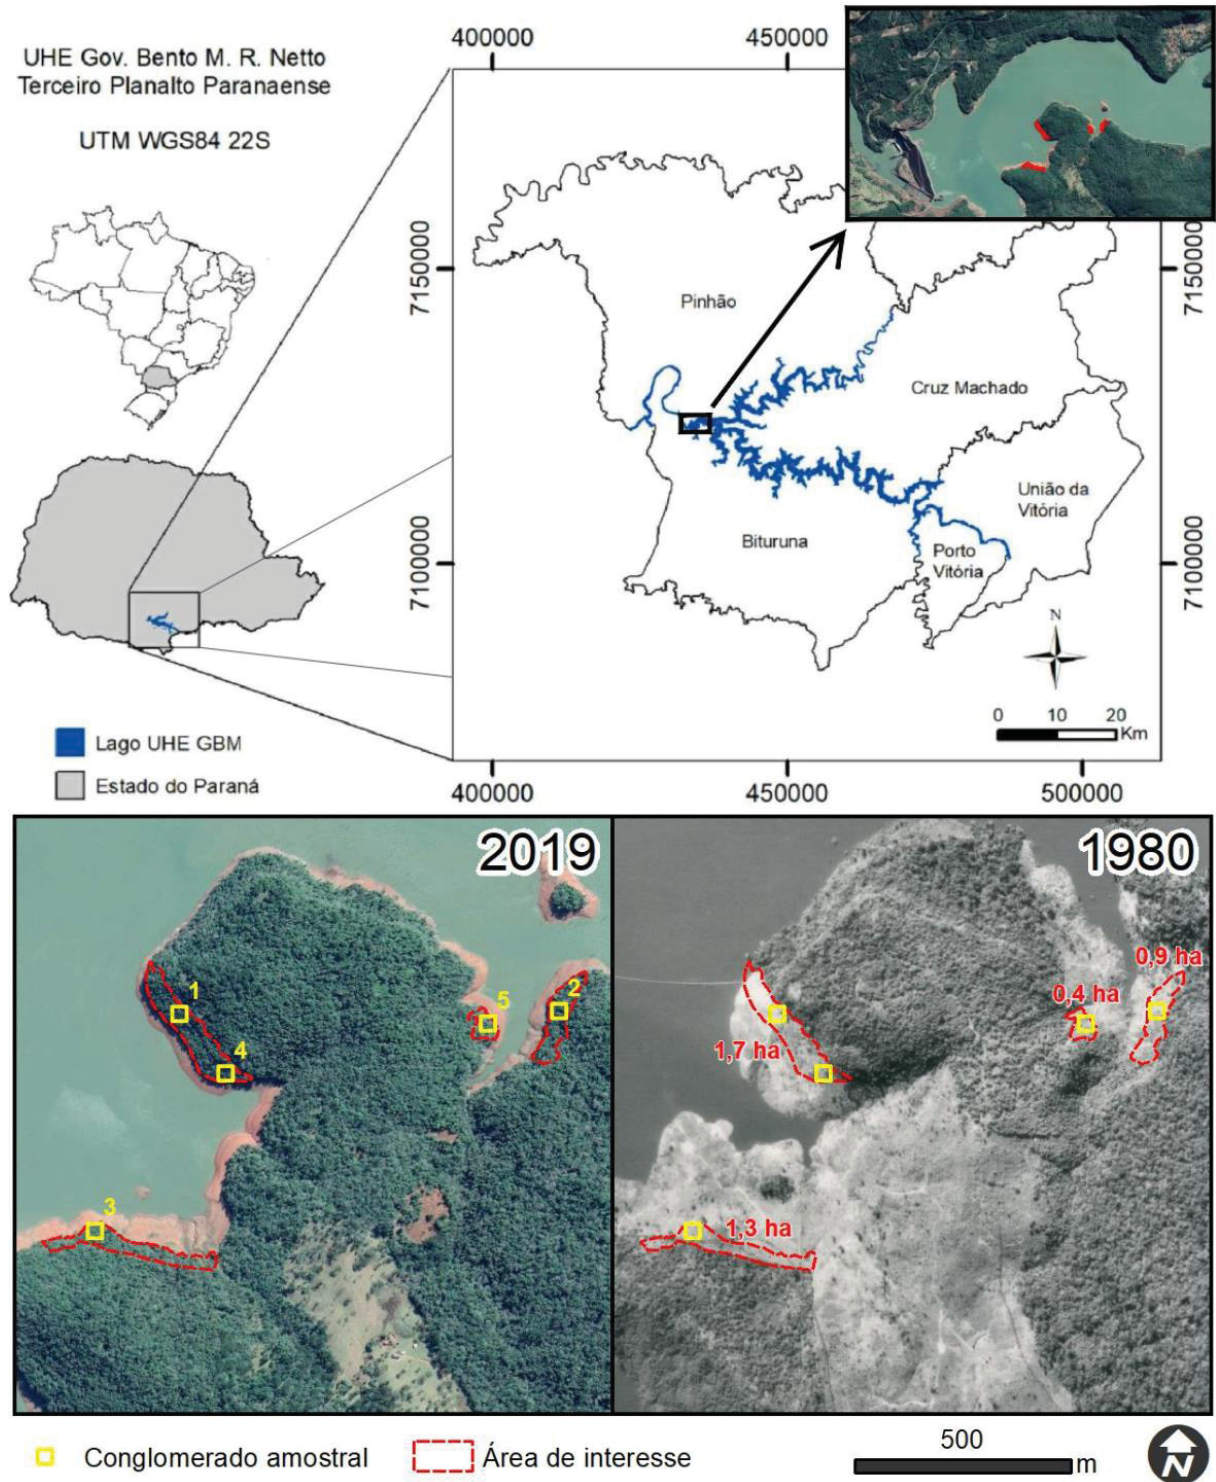 UHE Gov. Bento M. R. Netto
Terceiro Planalto Paranaense
UTM WGS84 22S
400000
450000
7150000
7150000
Pinhão
Cruz Machado
União da
Vitória
Bituruna
Porto
Vitória
7100000
7100000
N
0 10 20
Km
Lago UHE GBM
Estado do Paraná
400000
450000
500000
2019
1
4
5
2
3
1980
0,9 ha
0,4 ha
1,7 ha
1,3 ha
Conglomerado amostral
Área de interesse
500
m
N